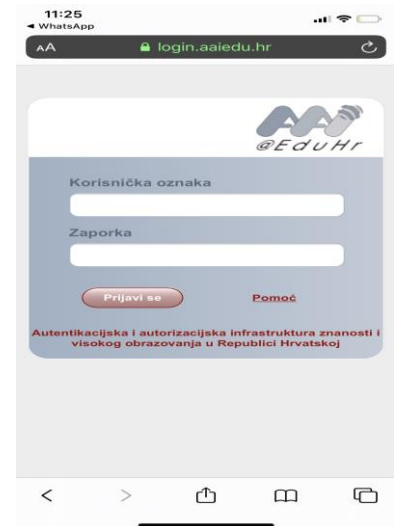 11:25
WhatsApp
AA
login.aaiedu.hr
AAI
@EduHr
Korisnička oznaka
Zaporka
Prijavi se
Pomoć
Autentikacijska i autorizacijska infrastruktura znanosti i
visokog obrazovanja u Republici Hrvatskoj